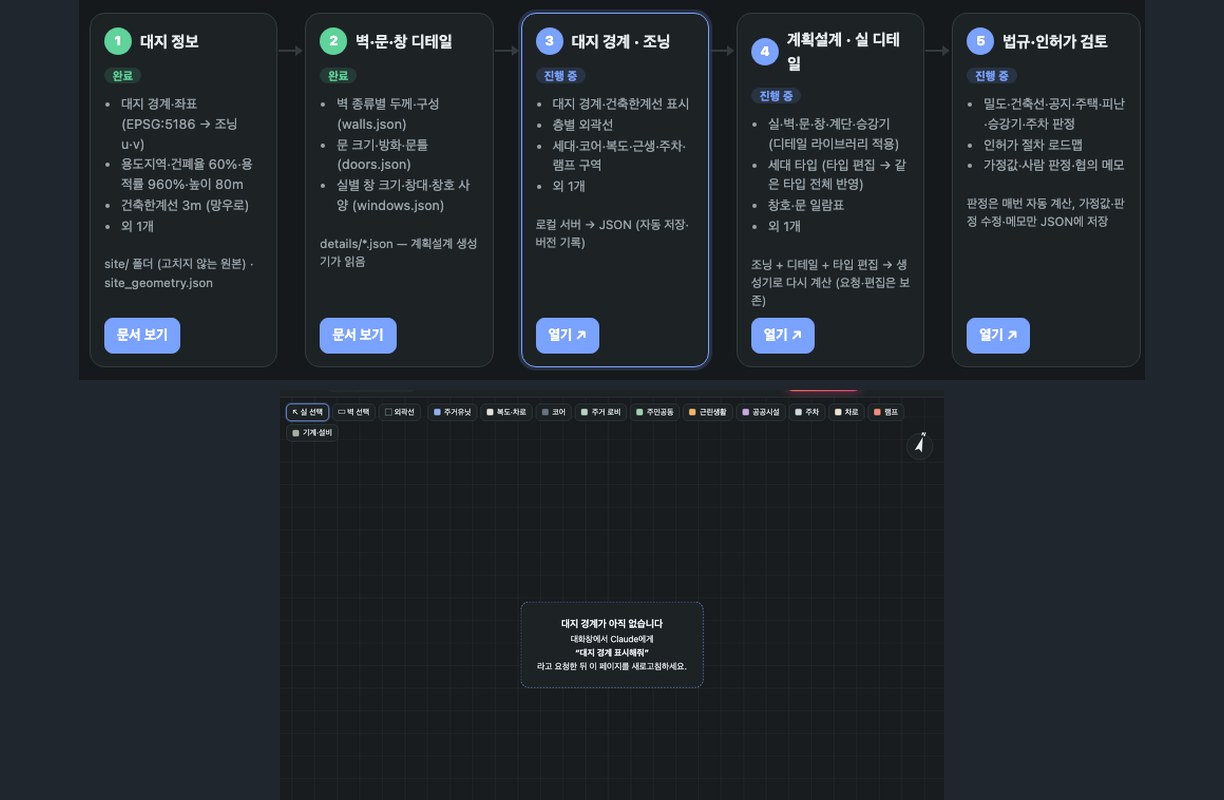 1 대지 정보
완료
• 대지 경계·좌표
(EPSG:5186 → 조닝
u·v)
• 용도지역·건폐율 60%·용
적률 960%·높이 80m
• 건축한계선 3m (망우로)
• 외 1개
site/ 폴더 (고치지 않는 원본) ·
site_geometry.json
문서 보기
2 벽·문·창 디테일
완료
• 벽 종류별 두께·구성
(walls.json)
• 문 크기·방화·문틀
(doors.json)
• 실별 창 크기·창대·창호 사
양 (windows.json)
details/*.json — 계획설계 생성
기가 읽음
문서 보기
3 대지 경계 · 조닝
진행 중
• 대지 경계·건축한계선 표시
• 층별 외곽선
• 세대·코어·복도·근생·주차·
램프 구역
• 외 1개
로컬 서버 → JSON (자동 저장·
버전 기록)
열기 ↗
4 계획설계 · 실 디테
일
진행 중
• 실·벽·문·창·계단·승강기
(디테일 라이브러리 적용)
• 세대 타입 (타입 편집 → 같
은 타입 전체 반영)
• 창호·문 일람표
• 외 1개
조닝 + 디테일 + 타입 편집 → 생
성기로 다시 계산 (요청·편집은 보
존)
열기 ↗
5 법규·인허가 검토
진행 중
• 밀도·건축선·공지·주택·피난
·승강기·주차 판정
• 인허가 절차 로드맵
• 가정값·사람 판정·협의 메모
판정은 매번 자동 계산, 가정값·판
정 수정·메모만 JSON에 저장
열기 ↗
실 선택 벽 선택 외곽선 주거유닛 복도·차로 코어 주거 로비 주민공동 근린생활 공공시설 주차 차로 램프
기계·설비
N
대지 경계가 아직 없습니다
대화창에서 Claude에게
“대지 경계 표시해줘”
라고 요청한 뒤 이 페이지를 새로고침하세요.